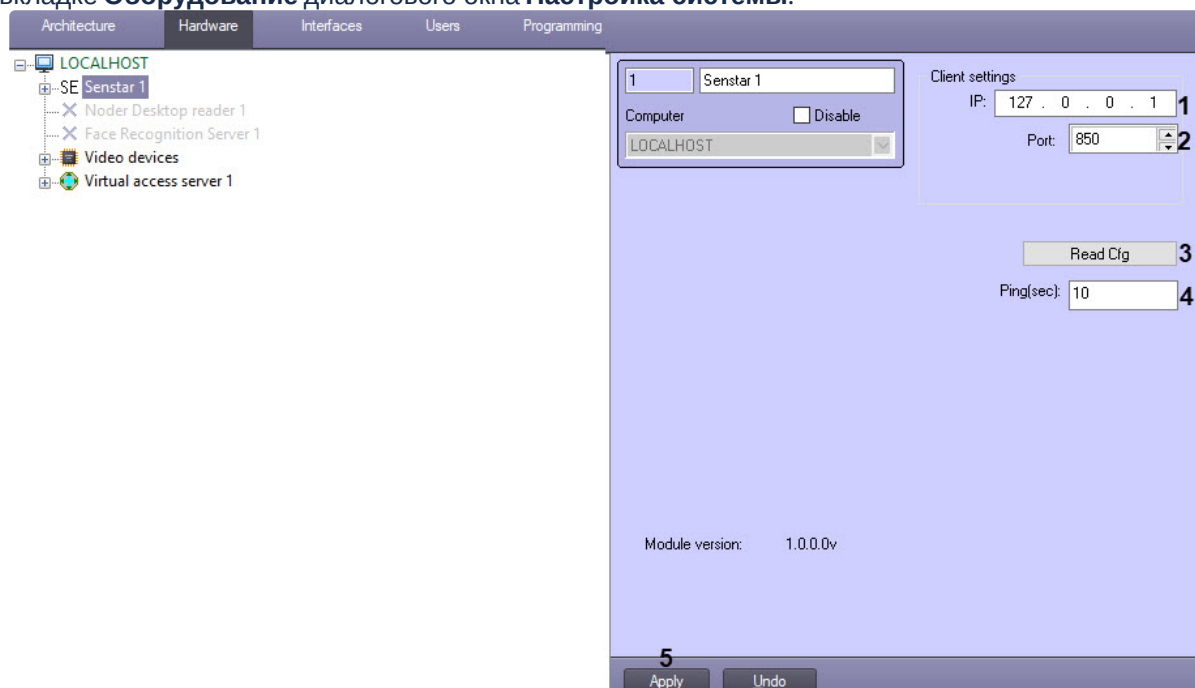 вкладке Оборудование диалогового окна Настройка системы.
Architecture Hardware Interfaces Users Programming
LOCALHOST
SE Senstar 1
Noder Desktop reader 1
Face Recognition Server 1
Video devices
Virtual access server 1
1 Senstar 1
Computer Disable
LOCALHOST
Client settings
IP: 127 . 0 . 0 . 1 1
Port: 850 2
Read Cfg 3
Ping(sec): 10 4
Module version: 1.0.0.0v
5
Apply Undo